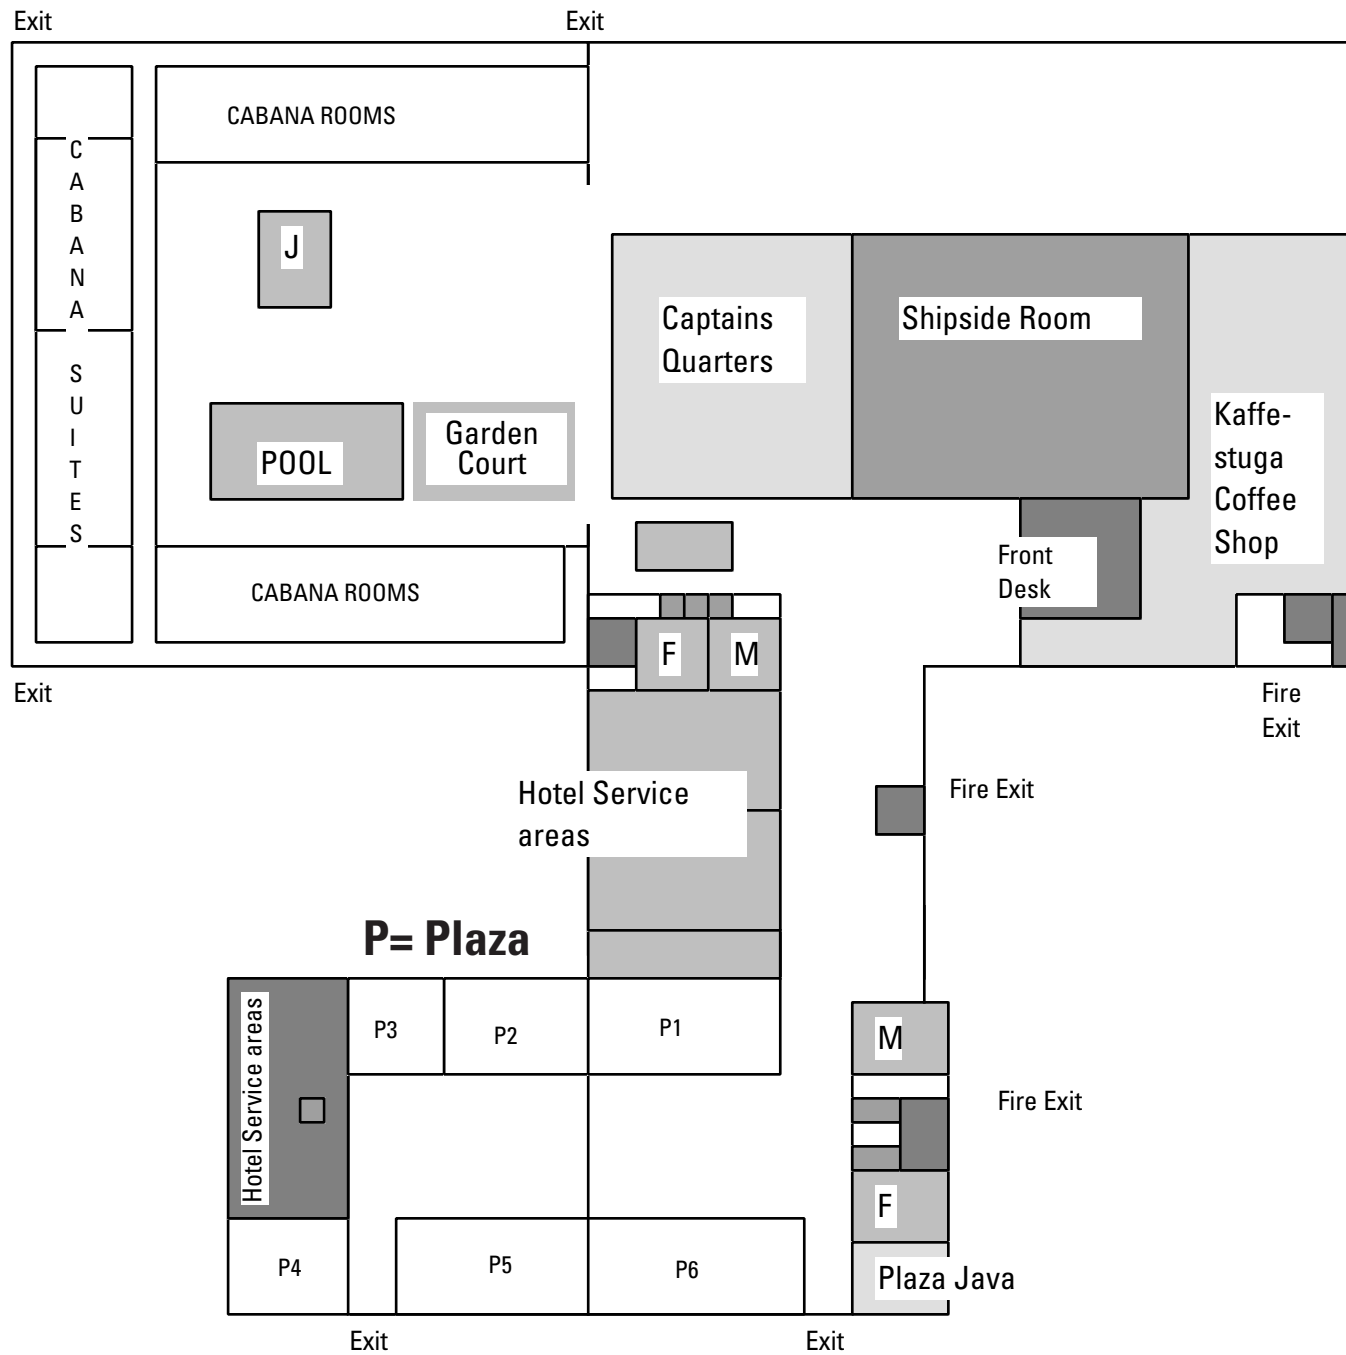 Exit
Exit
CABANA ROOMS
CABANA SUITES
J
Captains
Quarters
Shipside Room
Kaffe-
stuga
Coffee
Shop
Garden
Court
POOL
Front
Desk
CABANA ROOMS
F
M
Exit
Fire
Exit
Hotel Service
areas
Fire Exit
P= Plaza
Hotel Service areas
P3
P2
P1
M
Fire Exit
F
P4
P5
P6
Plaza Java
Exit
Exit